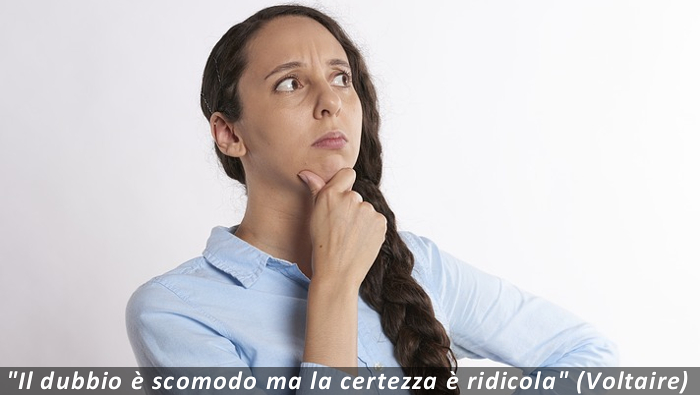 "Il dubbio è scomodo ma la certezza è ridicola" (Voltaire)